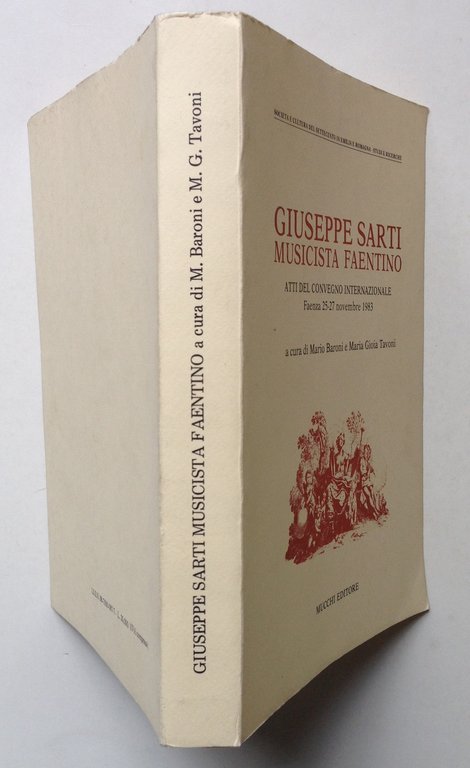 SOCIETÀ E CULTURA DEL SETTECENTO IN EMILIA E ROMAGNA. STUDI E RICERCHE
GIUSEPPE SARTI
MUSICISTA FAENTINO
ATTI DEL CONVEGNO INTERNAZIONALE
Faenza 25-27 novembre 1983
a cura di Mario Baroni e Maria Gioia Tavoni
MUCCHI EDITORE
GIUSEPPE SARTI MUSICISTA FAENTINO a cura di M. Baroni e M. G. Tavoni